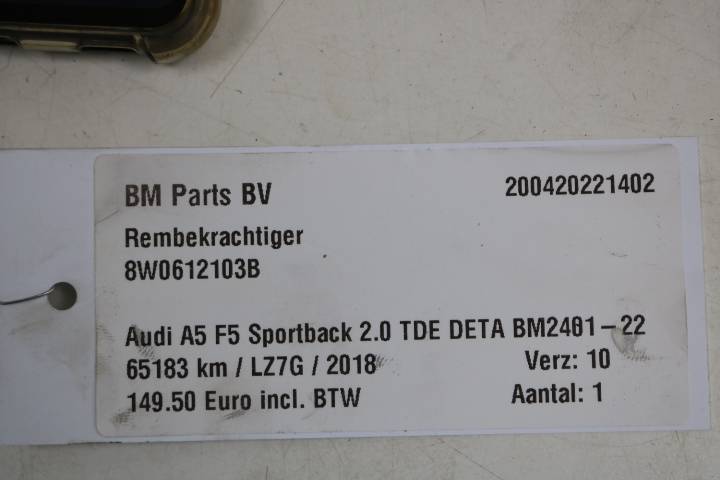 BM Parts BV 200420221402
Rembekrachtiger
8W0612103B
Audi A5 F5 Sportback 2.0 TDE DETA BM2401-22
65183 km / LZ7G / 2018 Verz: 10
149.50 Euro incl. BTW Aantal: 1